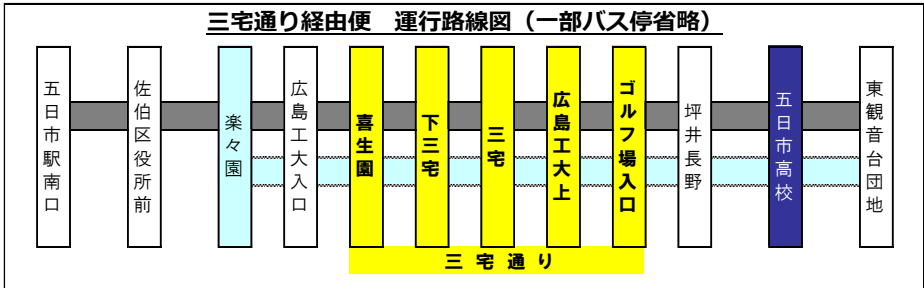 三宅通り経由便　運行路線図（一部バス停省略）
五日市駅南口
佐伯区役所前
楽々園
広島工大入口
喜生園
下三宅
三宅
広島工大上
ゴルフ場入口
坪井長野
五日市高校
東観音台団地
三宅通り